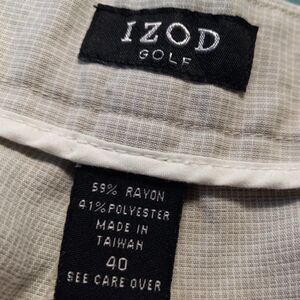 IZOD
GOLF
59% RAYON
41% POLYESTER
MADE IN
TAIWAN
40
SEE CARE OVER